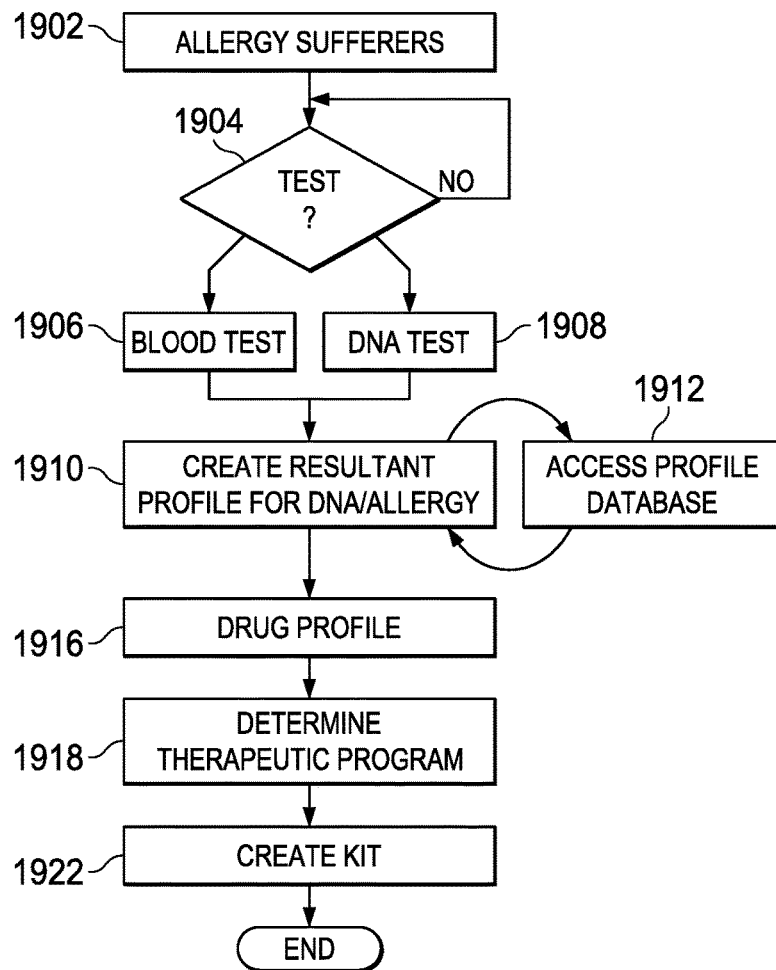 1902
ALLERGY SUFFERERS
1904
TEST
?
NO
1906
BLOOD TEST
DNA TEST
1908
1910
CREATE RESULTANT
PROFILE FOR DNA/ALLERGY
1912
ACCESS PROFILE
DATABASE
1916
DRUG PROFILE
1918
DETERMINE
THERAPEUTIC PROGRAM
1922
CREATE KIT
END